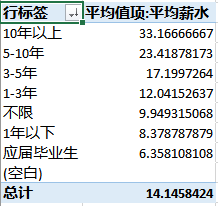 行标签 平均值项:平均薪水
10年以上 33.16666667
5-10年 23.41878173
3-5年 17.1997264
1-3年 12.04152637
不限 9.949315068
1年以下 8.378787879
应届毕业生 6.358108108
(空白)
总计 14.1458424